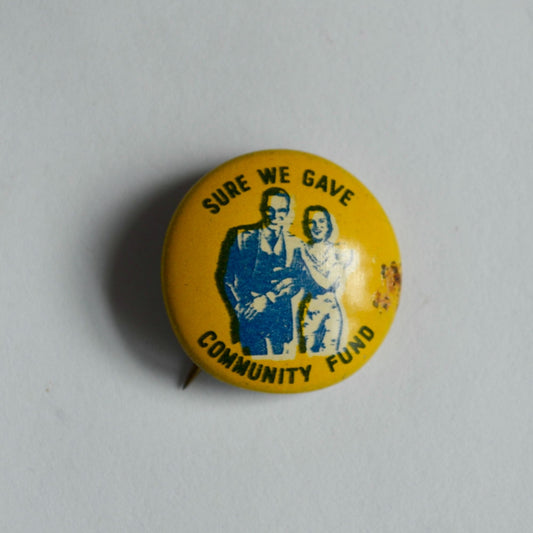 SURE WE GAVE
COMMUNITY FUND